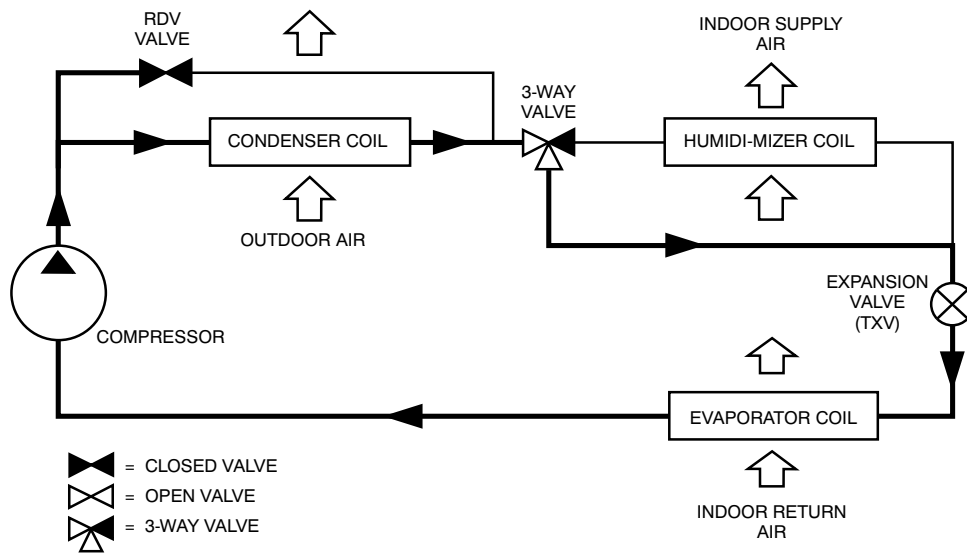 RDV
VALVE
INDOOR SUPPLY
AIR
3-WAY
VALVE
CONDENSER COIL
HUMIDI-MIZER COIL
OUTDOOR AIR
EXPANSION
VALVE
(TXV)
COMPRESSOR
EVAPORATOR COIL
= CLOSED VALVE
= OPEN VALVE
= 3-WAY VALVE
INDOOR RETURN
AIR